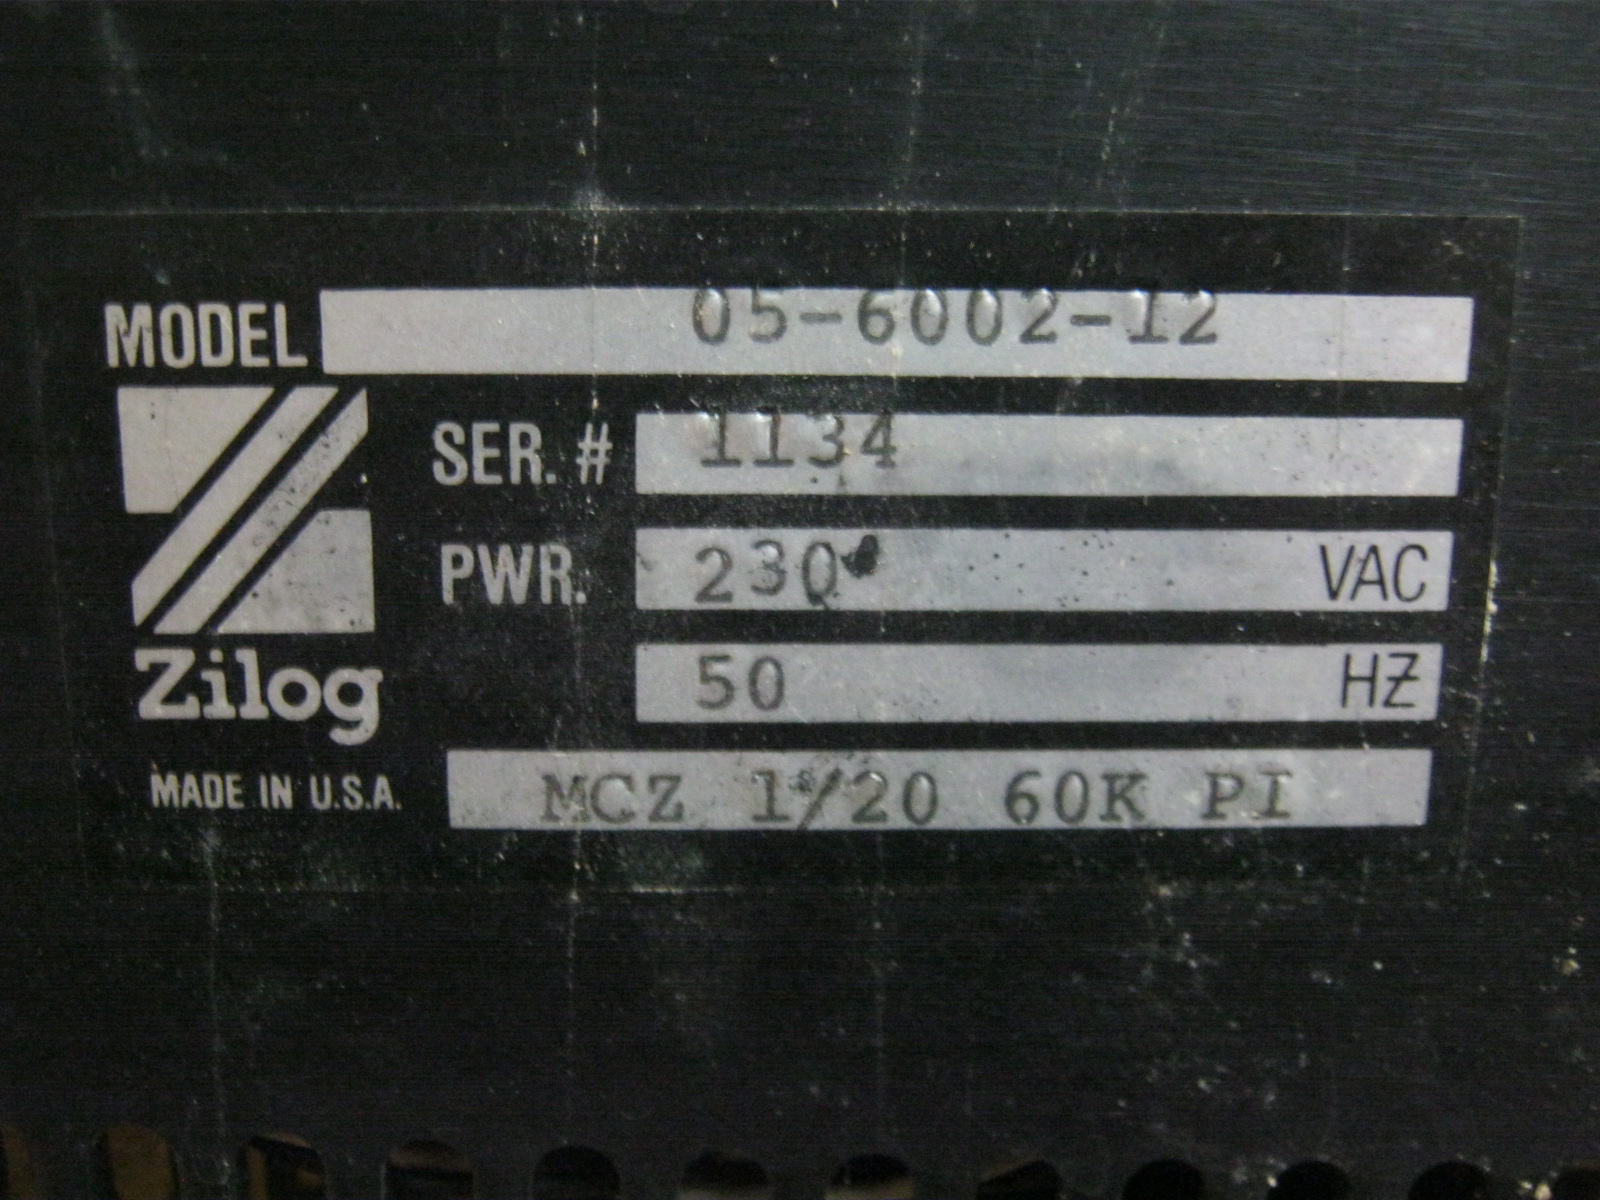 MODEL 05-6002-12
SER. # 1134
PWR. 230 VAC
50 HZ
Zilog
MADE IN U.S.A. MCZ 1/20 60K PI